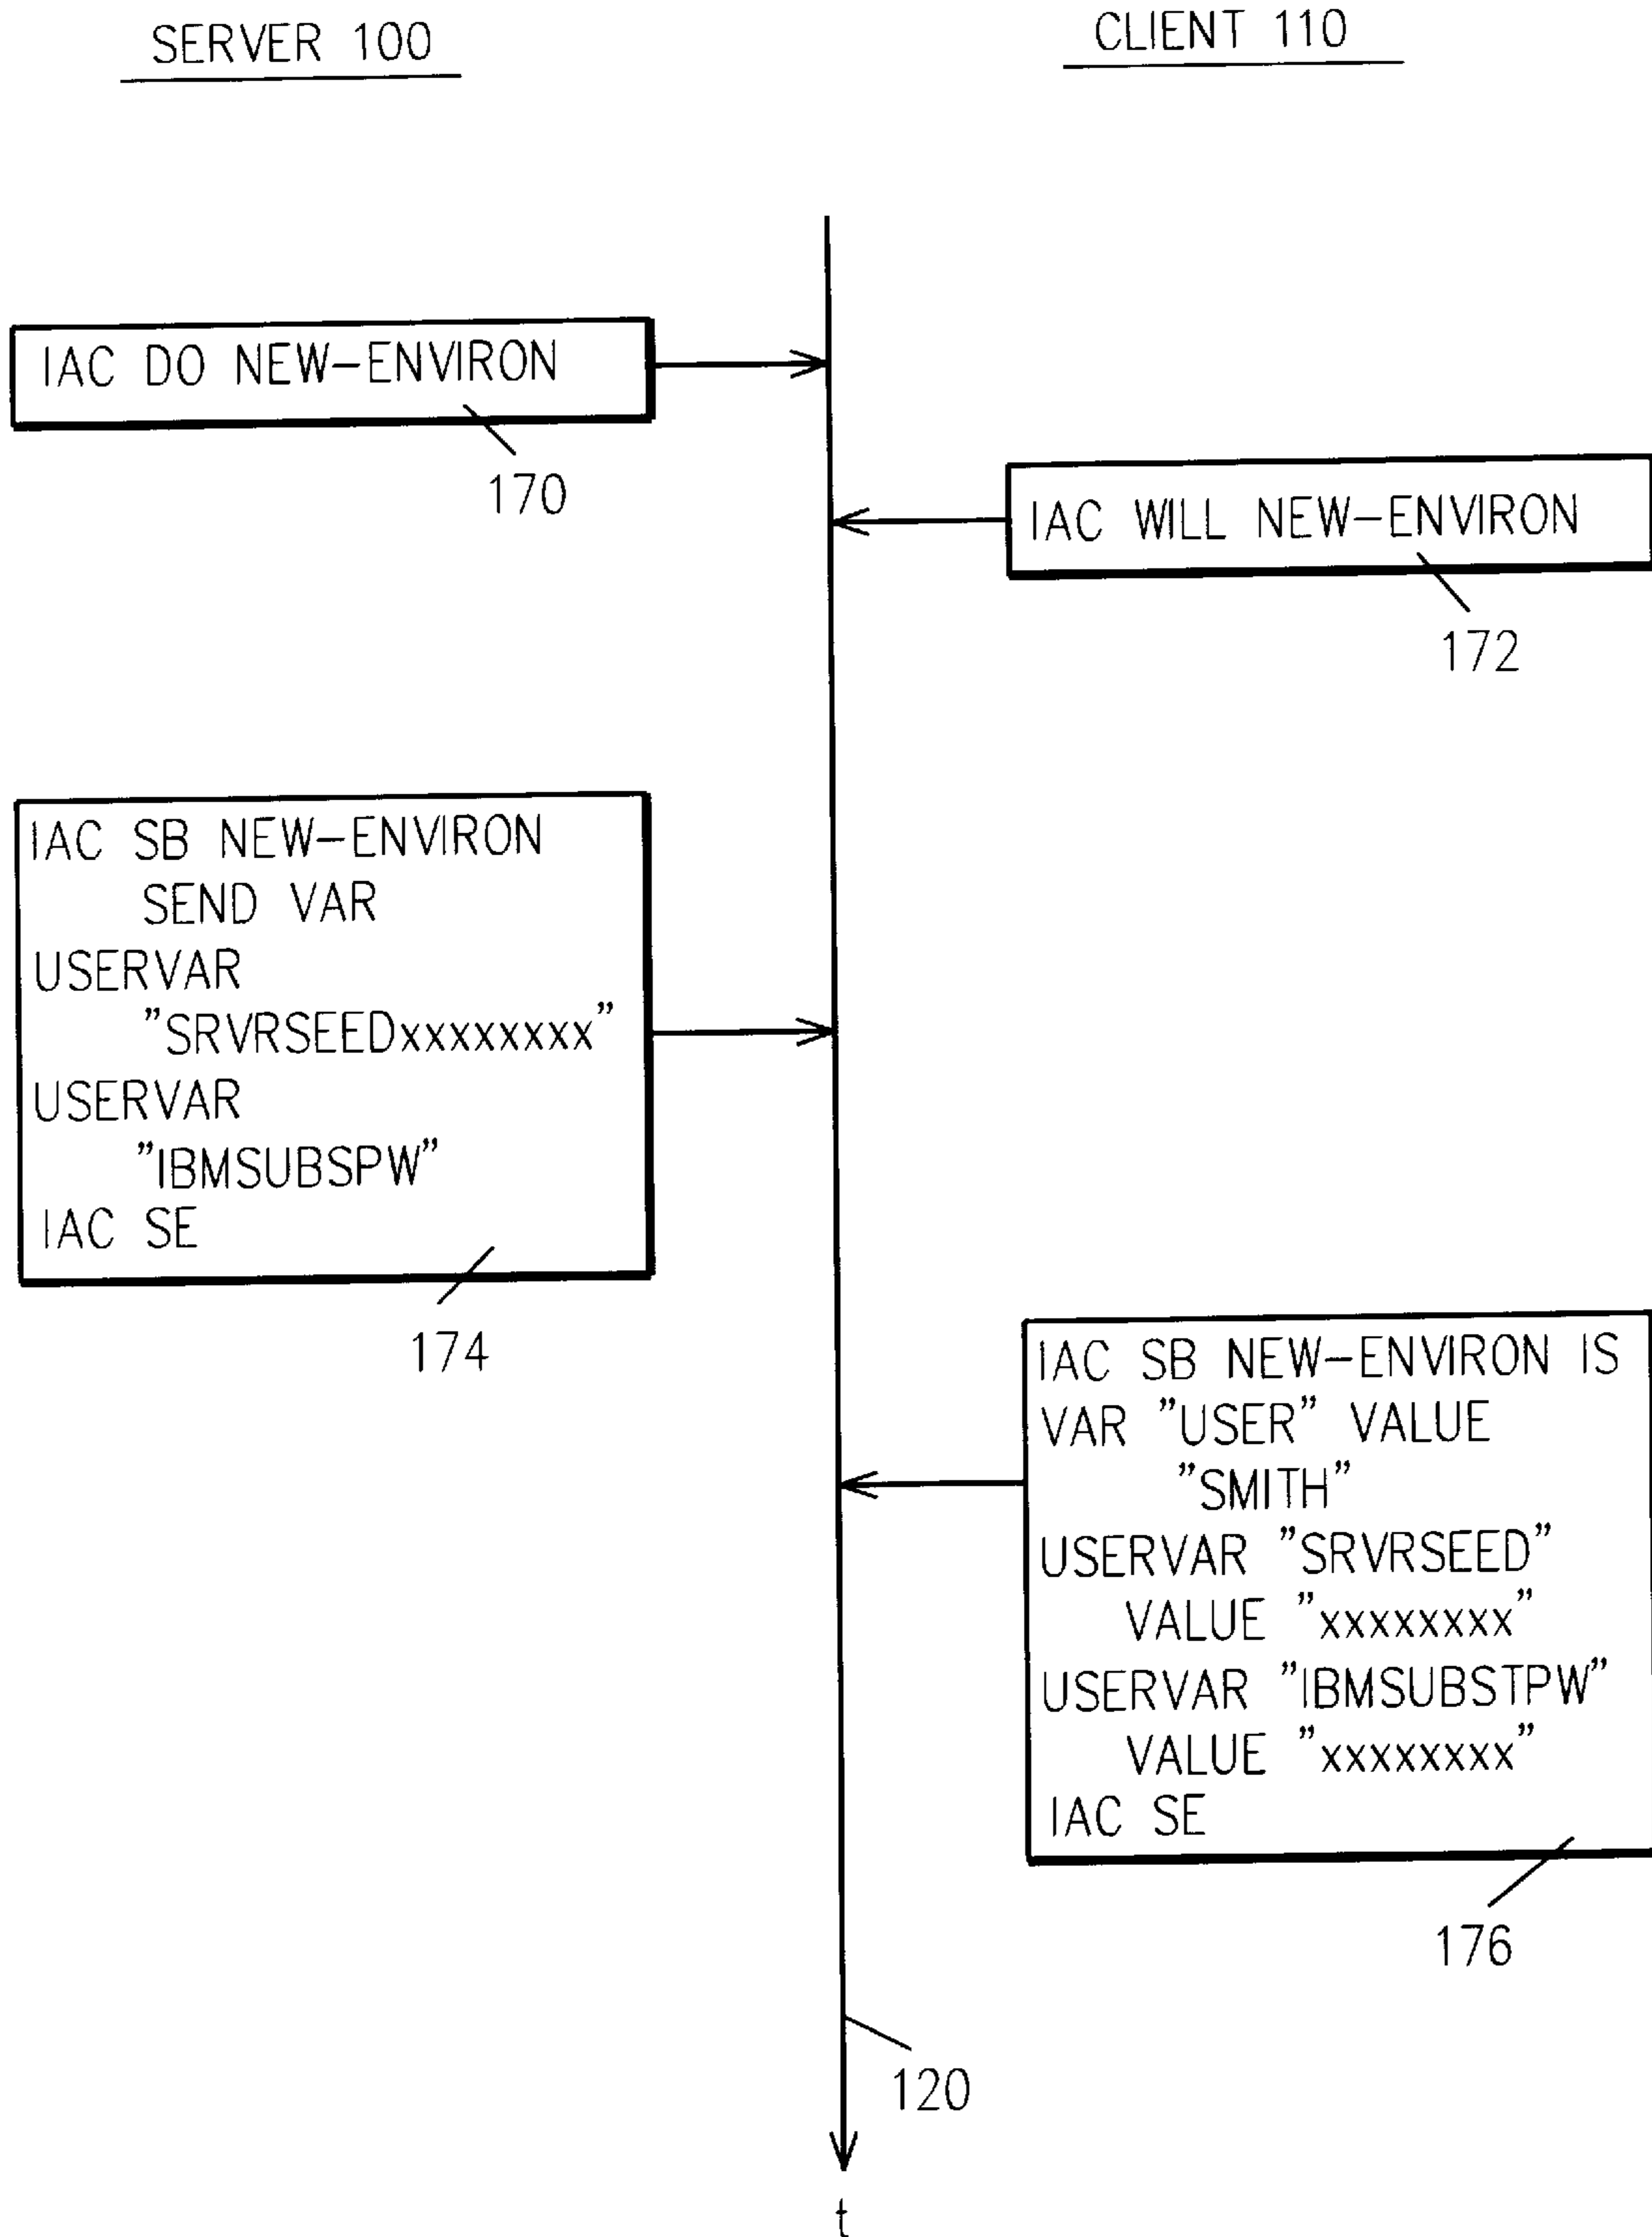 SERVER 100
CLIENT 110
IAC DO NEW-ENVIRON
170
IAC WILL NEW-ENVIRON
172
IAC SB NEW-ENVIRON
SEND VAR
USERVAR
"SRVRSEEDxxxxxxxx"
USERVAR
"IBMSUBSPW"
IAC SE
174
IAC SB NEW-ENVIRON IS
VAR "USER" VALUE
"SMITH"
USERVAR "SRVRSEED"
VALUE "xxxxxxxx"
USERVAR "IBMSUBSTPW"
VALUE "xxxxxxxx"
IAC SE
176
120
t